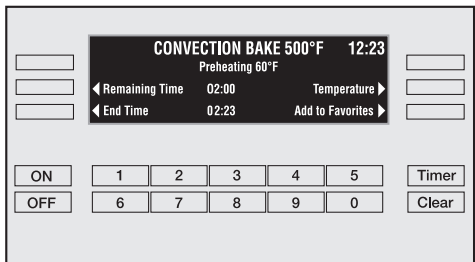 CONVECTION BAKE 500°F 12:23
Preheating 60°F
Remaining Time 02:00 Temperature
End Time 02:23 Add to Favorites
ON 1 2 3 4 5 Timer
OFF 6 7 8 9 0 Clear